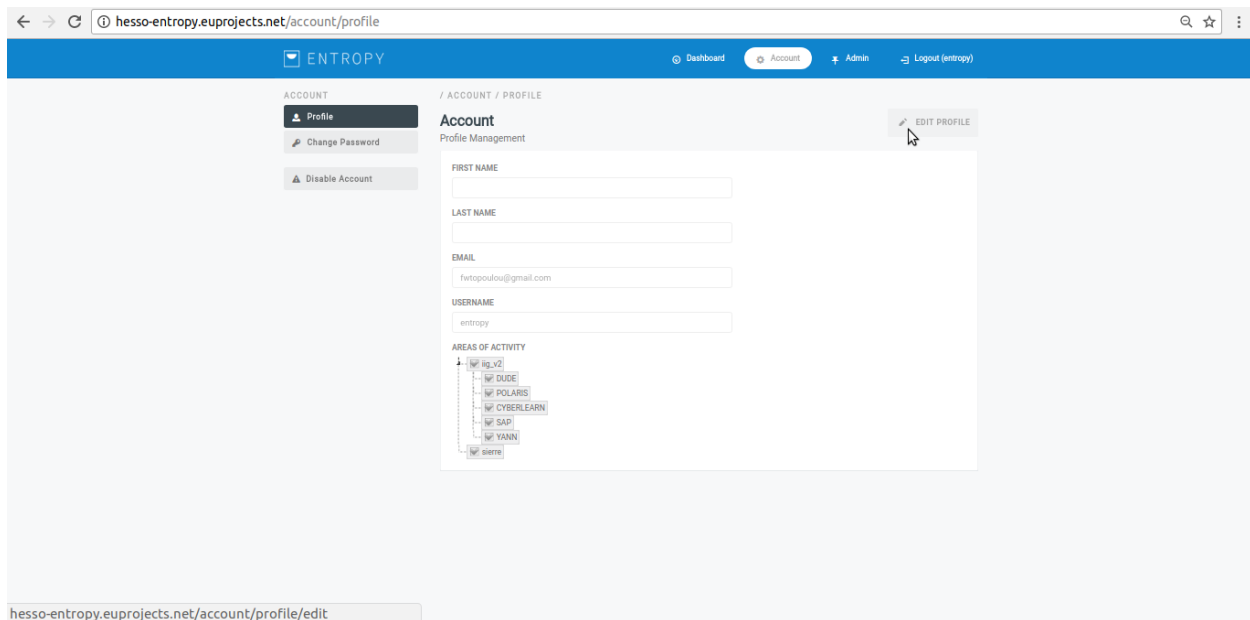 hesso-entropy.euprojects.net/account/profile
ENTROPY
Dashboard
Account
Admin
Logout (entropy)
ACCOUNT
Profile
Change Password
Disable Account
/ ACCOUNT / PROFILE
Account
Profile Management
EDIT PROFILE
FIRST NAME
LAST NAME
EMAIL
fwtopoulou@gmail.com
USERNAME
entropy
AREAS OF ACTIVITY
iig_v2
DUDE
POLARIS
CYBERLEARN
SAP
YANN
sierre
hesso-entropy.euprojects.net/account/profile/edit